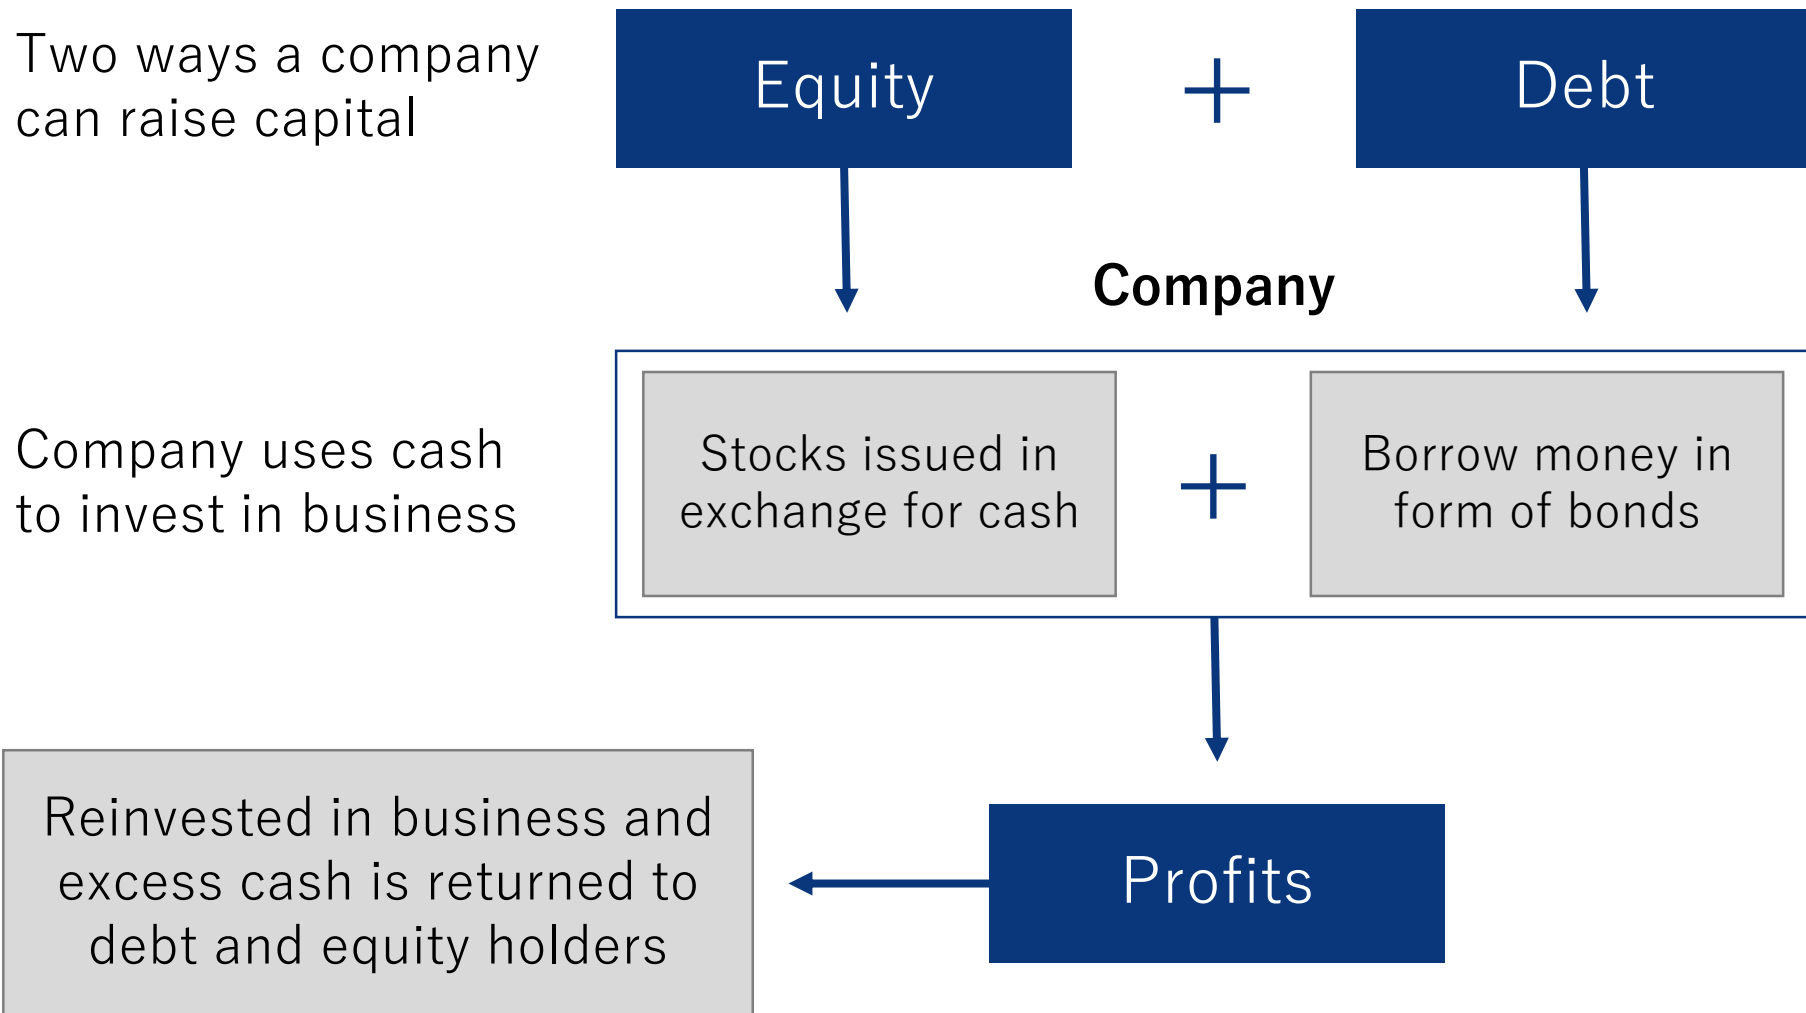 Two ways a company
can raise capital
Equity
+
Debt
Company
Company uses cash
to invest in business
Stocks issued in
exchange for cash
+
Borrow money in
form of bonds
Reinvested in business and
excess cash is returned to
debt and equity holders
Profits